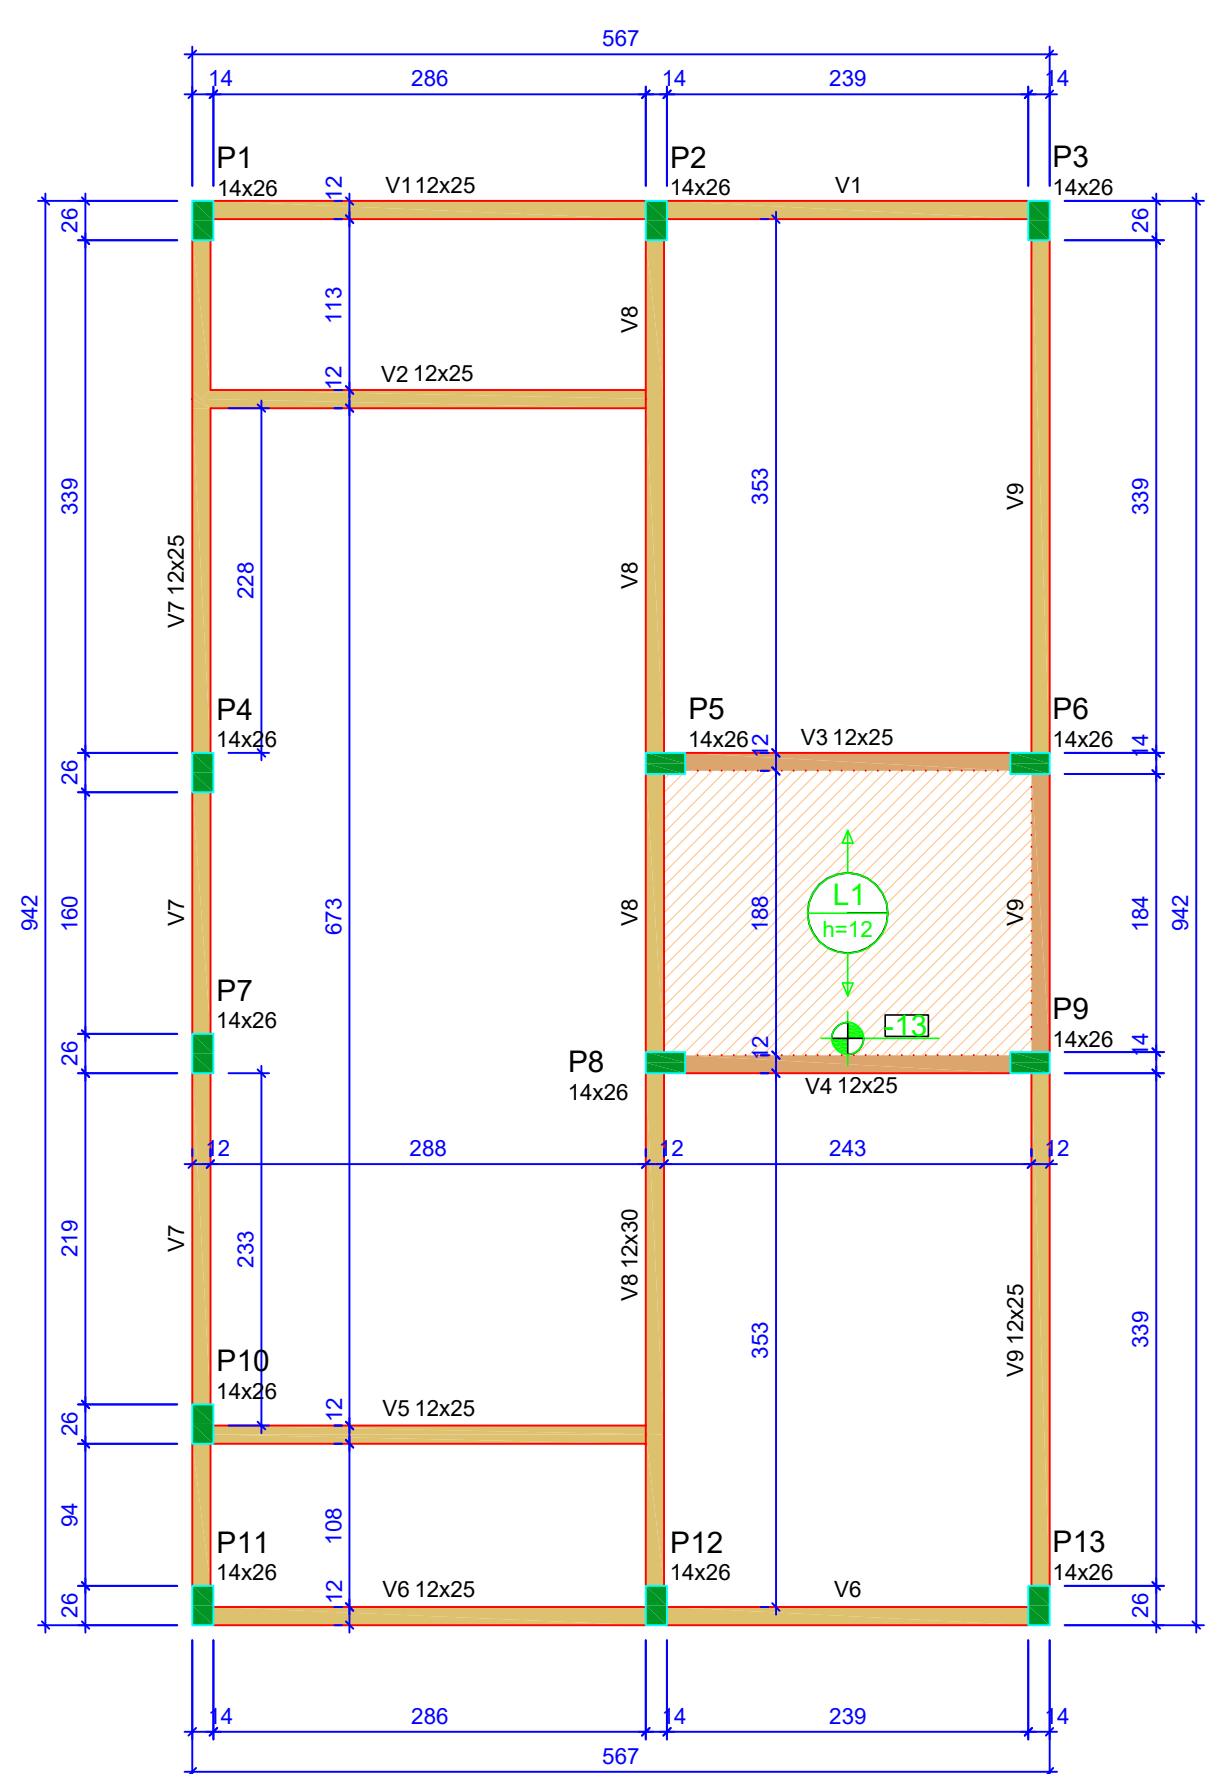 567
14 286 14 239 14
P1 P2 P3
14x26 12 V1 12x25 14x26 V1 14x26
26 26
113 V8
12 V2 12x25
339 353 V9 339
V7 12x25 228 V8
P4 P5 P6
14x26 14x26 12 V3 12x25 14x26 14
26
L1
h=12
942 160 V7 673 V8 188 V9 184 942
P7 P9
14x26 -13 14x26
26 P8 12 14
14x26 V4 12x25
12 288 12 243 12
219 V7 233 V8 12x30
353 V9 12x25 339
P10
14x26
26 12 V5 12x25
94 108
P11 P12 P13
14x26 14x26 14x26
26 12 V6 12x25 V6 26
14 286 14 239 14
567